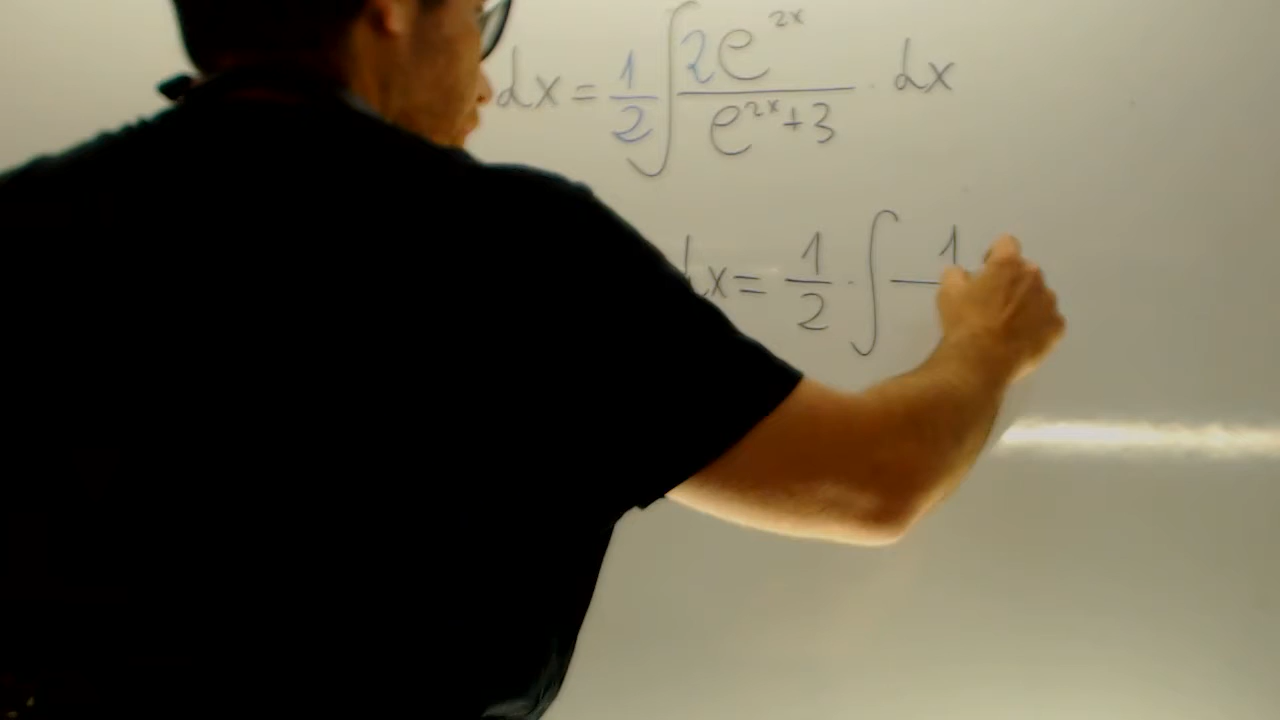 dx = 1/2 ∫ 2e^{2x}/(e^{2x}+3) · dx
dx = 1/2 · ∫ 1/